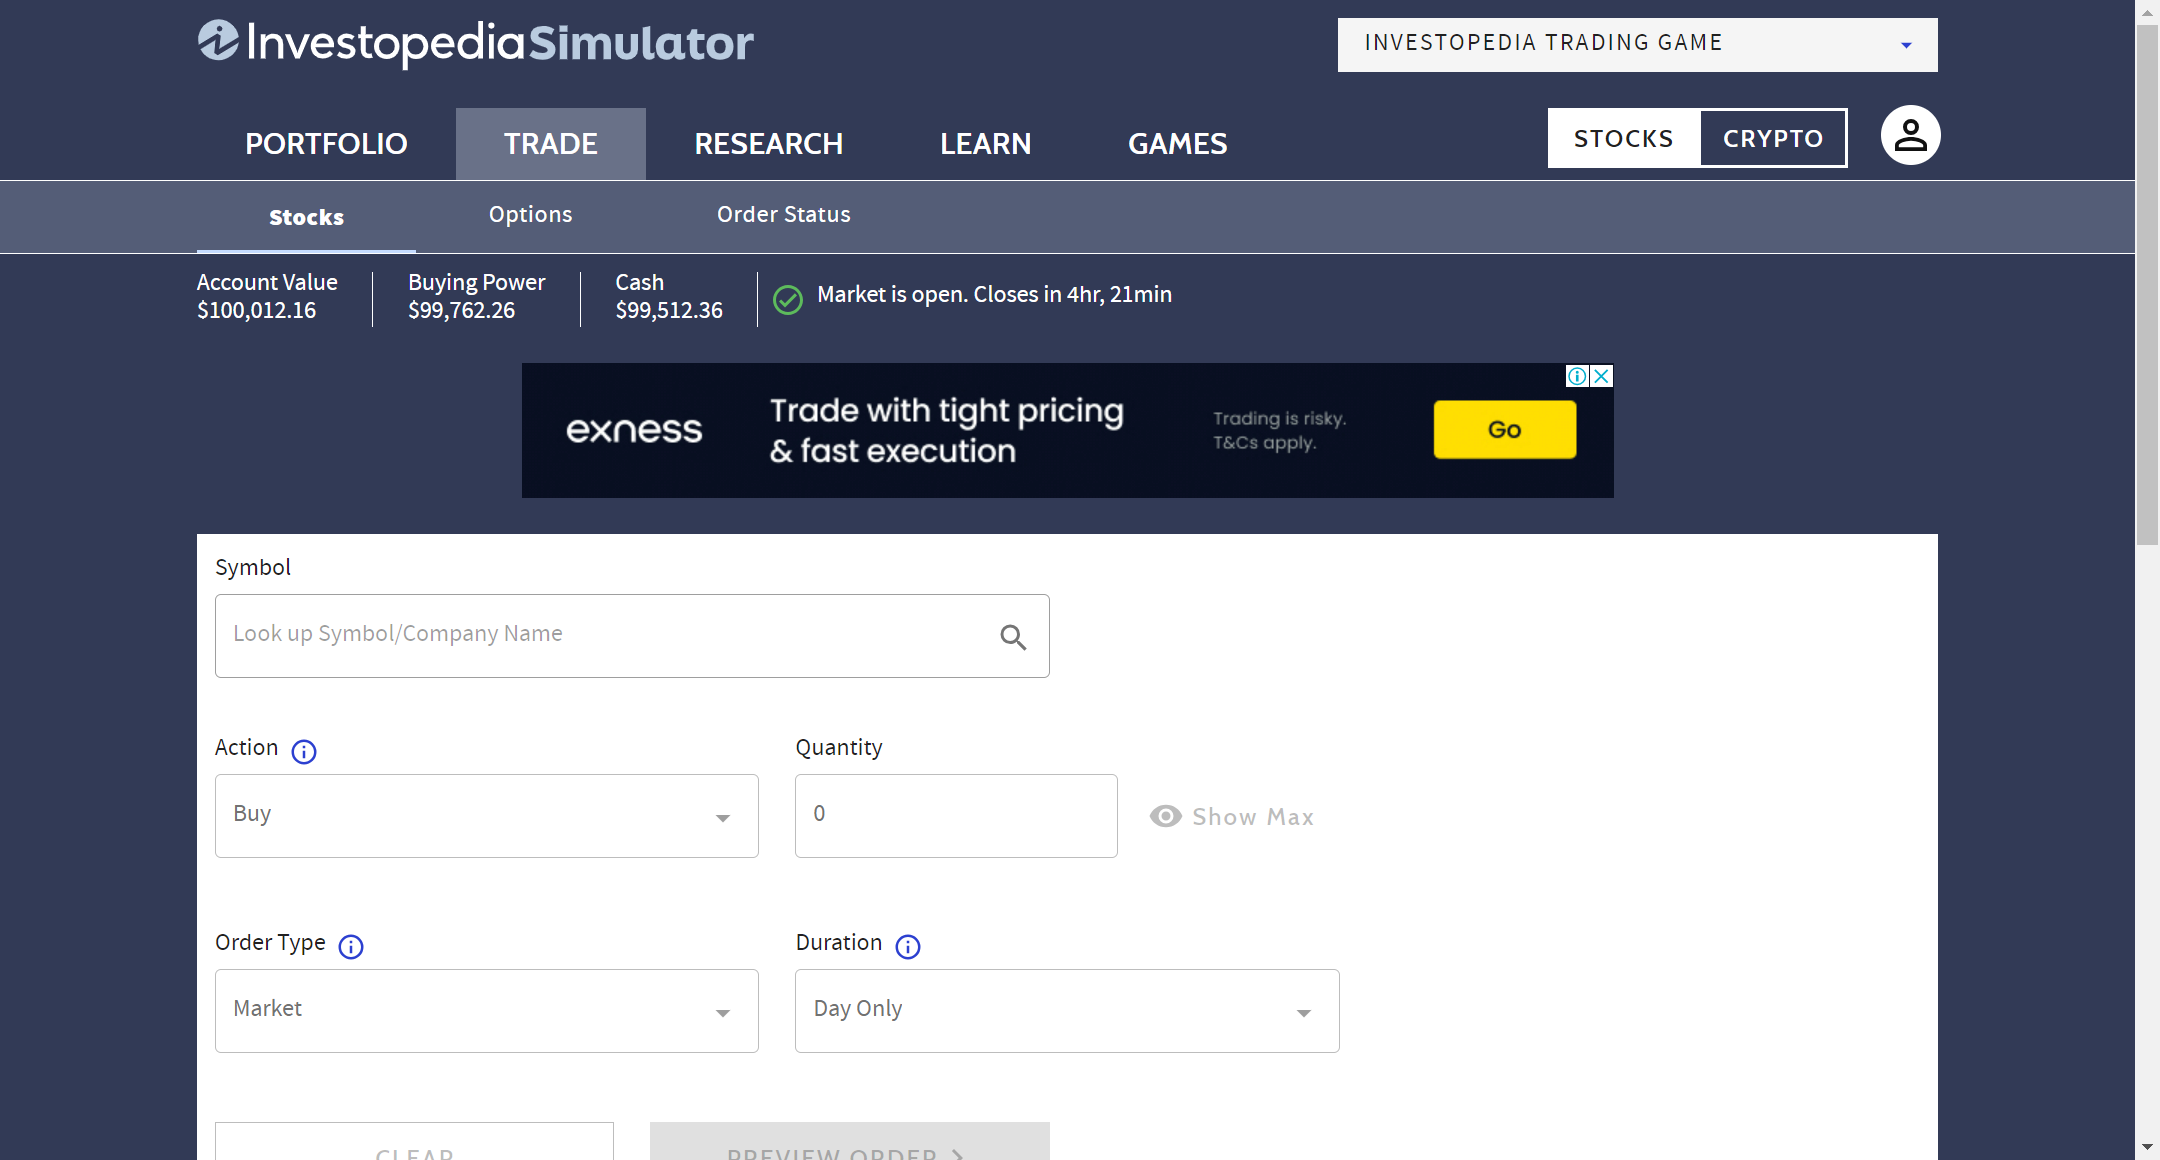 InvestopediaSimulator
INVESTOPEDIA TRADING GAME
PORTFOLIO
TRADE
RESEARCH
LEARN
GAMES
STOCKS
CRYPTO
Stocks
Options
Order Status
Account Value
$100,012.16
Buying Power
$99,762.26
Cash
$99,512.36
Market is open. Closes in 4hr, 21min
exness
Trade with tight pricing
& fast execution
Trading is risky.
T&Cs apply.
Go
Symbol
Look up Symbol/Company Name
Action
Buy
Quantity
0
Show Max
Order Type
Market
Duration
Day Only
CLEAR
PREVIEW ORDER